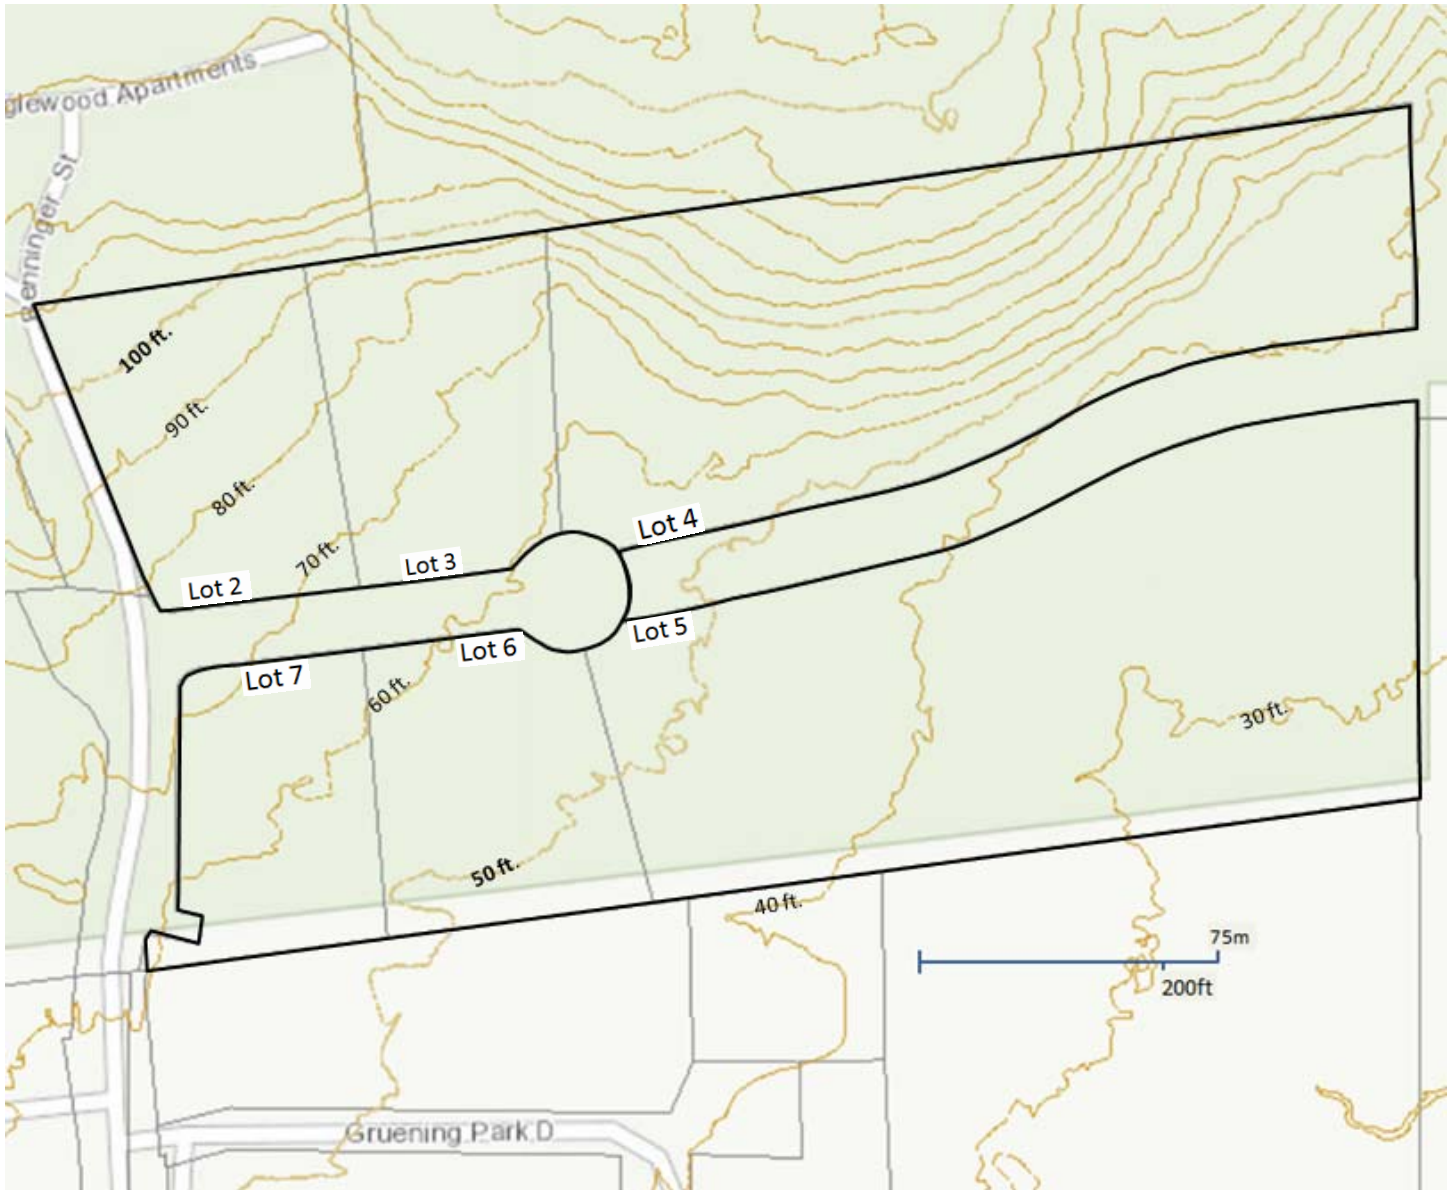 glewood Apartments
Renninger St
100 ft.
90 ft.
80 ft.
70 ft.
Lot 2
Lot 3
Lot 4
Lot 5
Lot 6
Lot 7
60 ft.
50 ft.
40 ft.
30 ft.
75m
200ft
Gruening Park D